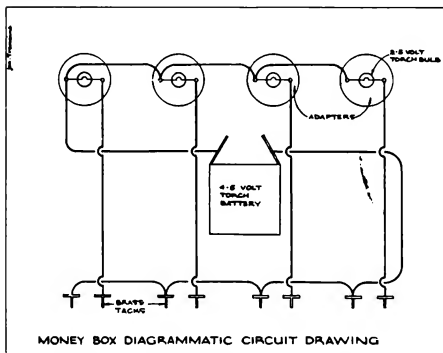 2·5 VOLT
TORCH BULB
ADAPTERS
4·5 VOLT
TORCH
BATTERY
BRASS
TACKS
MONEY BOX DIAGRAMMATIC CIRCUIT DRAWING